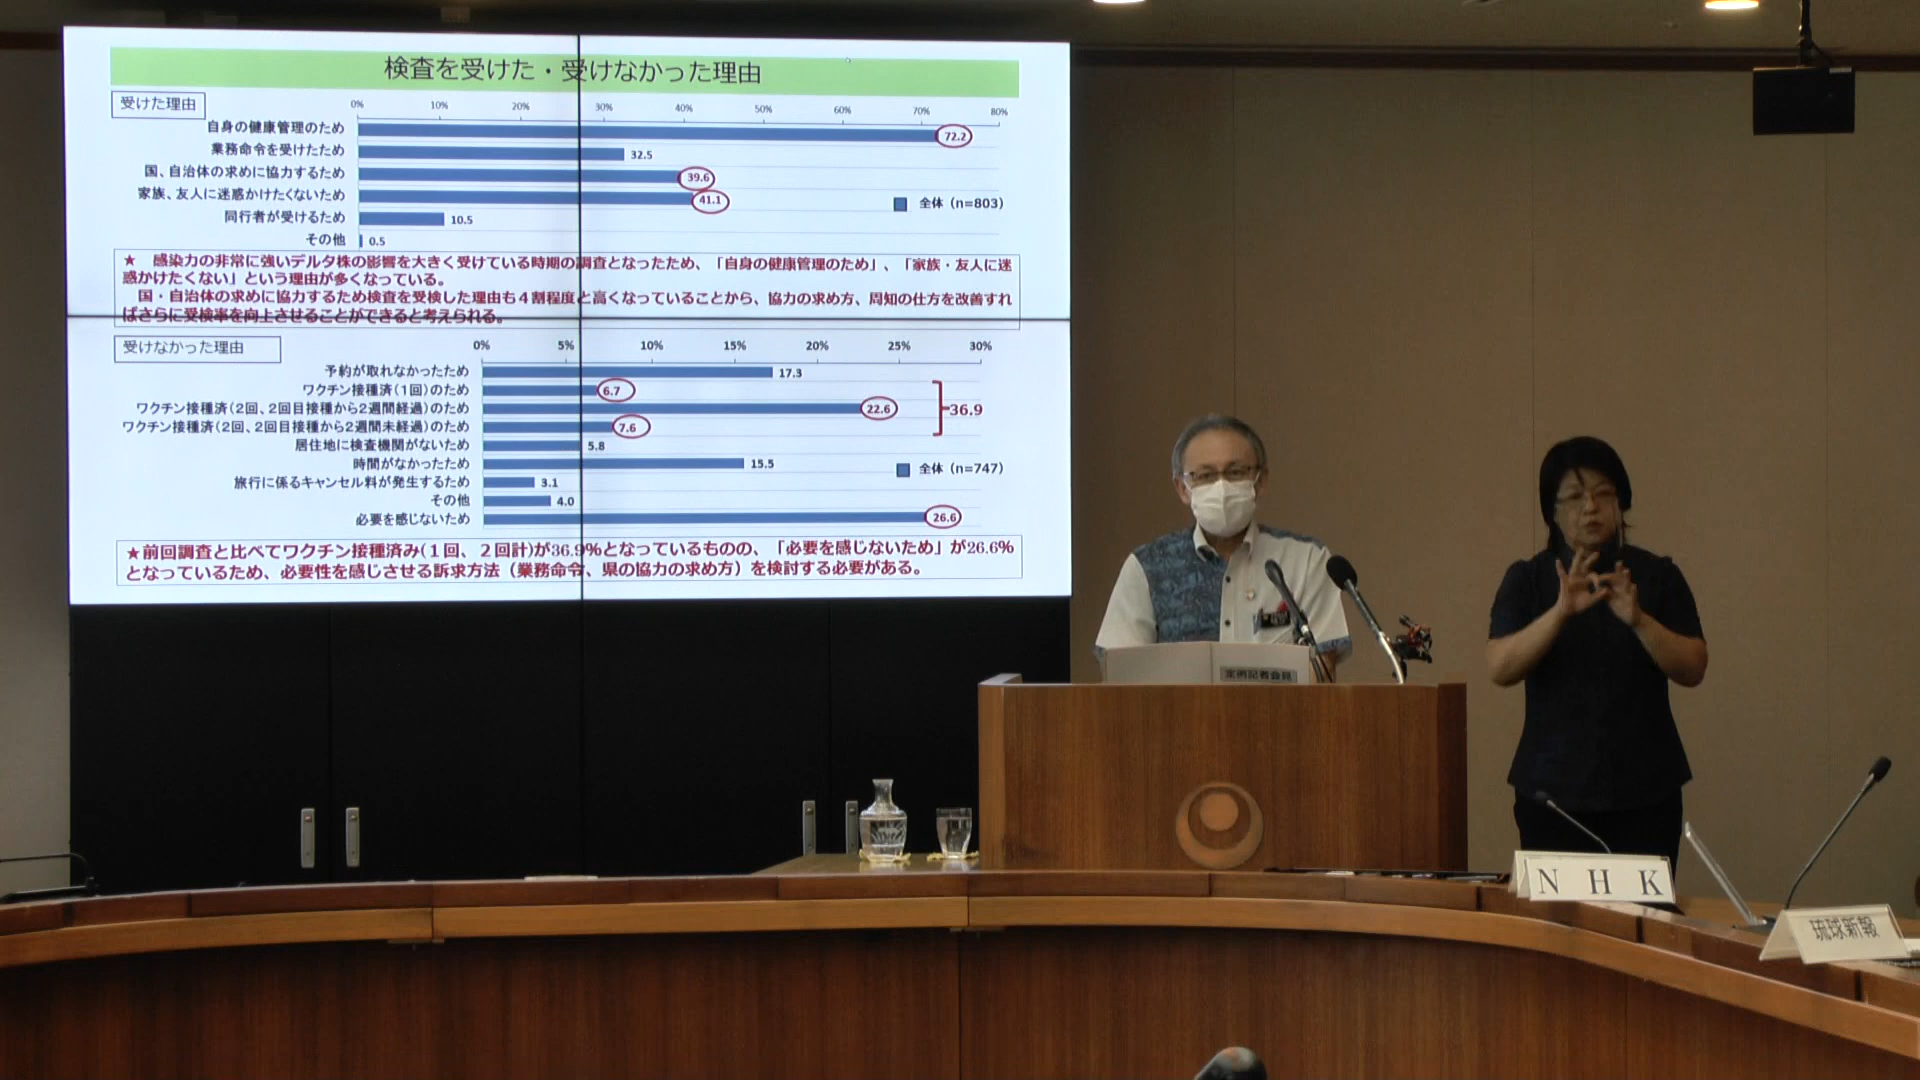 検査を受けた・受けなかった理由
受けた理由
0% 10% 20% 30% 40% 50% 60% 70% 80%
自身の健康管理のため 72.2
業務命令を受けたため 32.5
国、自治体の求めに協力するため 39.6
家族、友人に迷惑かけたくないため 41.1
全体（n=803）
同行者が受けるため 10.5
その他 0.5
★　感染力の非常に強いデルタ株の影響を大きく受けている時期の調査となったため、「自身の健康管理のため」、「家族・友人に迷
惑かけたくない」という理由が多くなっている。
国・自治体の求めに協力するため検査を受検した理由も４割程度と高くなっていることから、協力の求め方、周知の仕方を改善すれ
ばさらに受検率を向上させることができると考えられる。
受けなかった理由
0% 5% 10% 15% 20% 25% 30%
予約が取れなかったため 17.3
ワクチン接種済（1回）のため 6.7
ワクチン接種済（2回、2回目接種から2週間経過）のため 22.6
36.9
ワクチン接種済（2回、2回目接種から2週間未経過）のため 7.6
居住地に検査機関がないため 5.8
時間がなかったため 15.5
全体（n=747）
旅行に係るキャンセル料が発生するため 3.1
その他 4.0
必要を感じないため 26.6
★前回調査と比べてワクチン接種済み(１回、２回計)が36.9%となっているものの、「必要を感じないため」が26.6%
となっているため、必要性を感じさせる訴求方法（業務命令、県の協力の求め方）を検討する必要がある。
定例記者会見
NHK
琉球新報